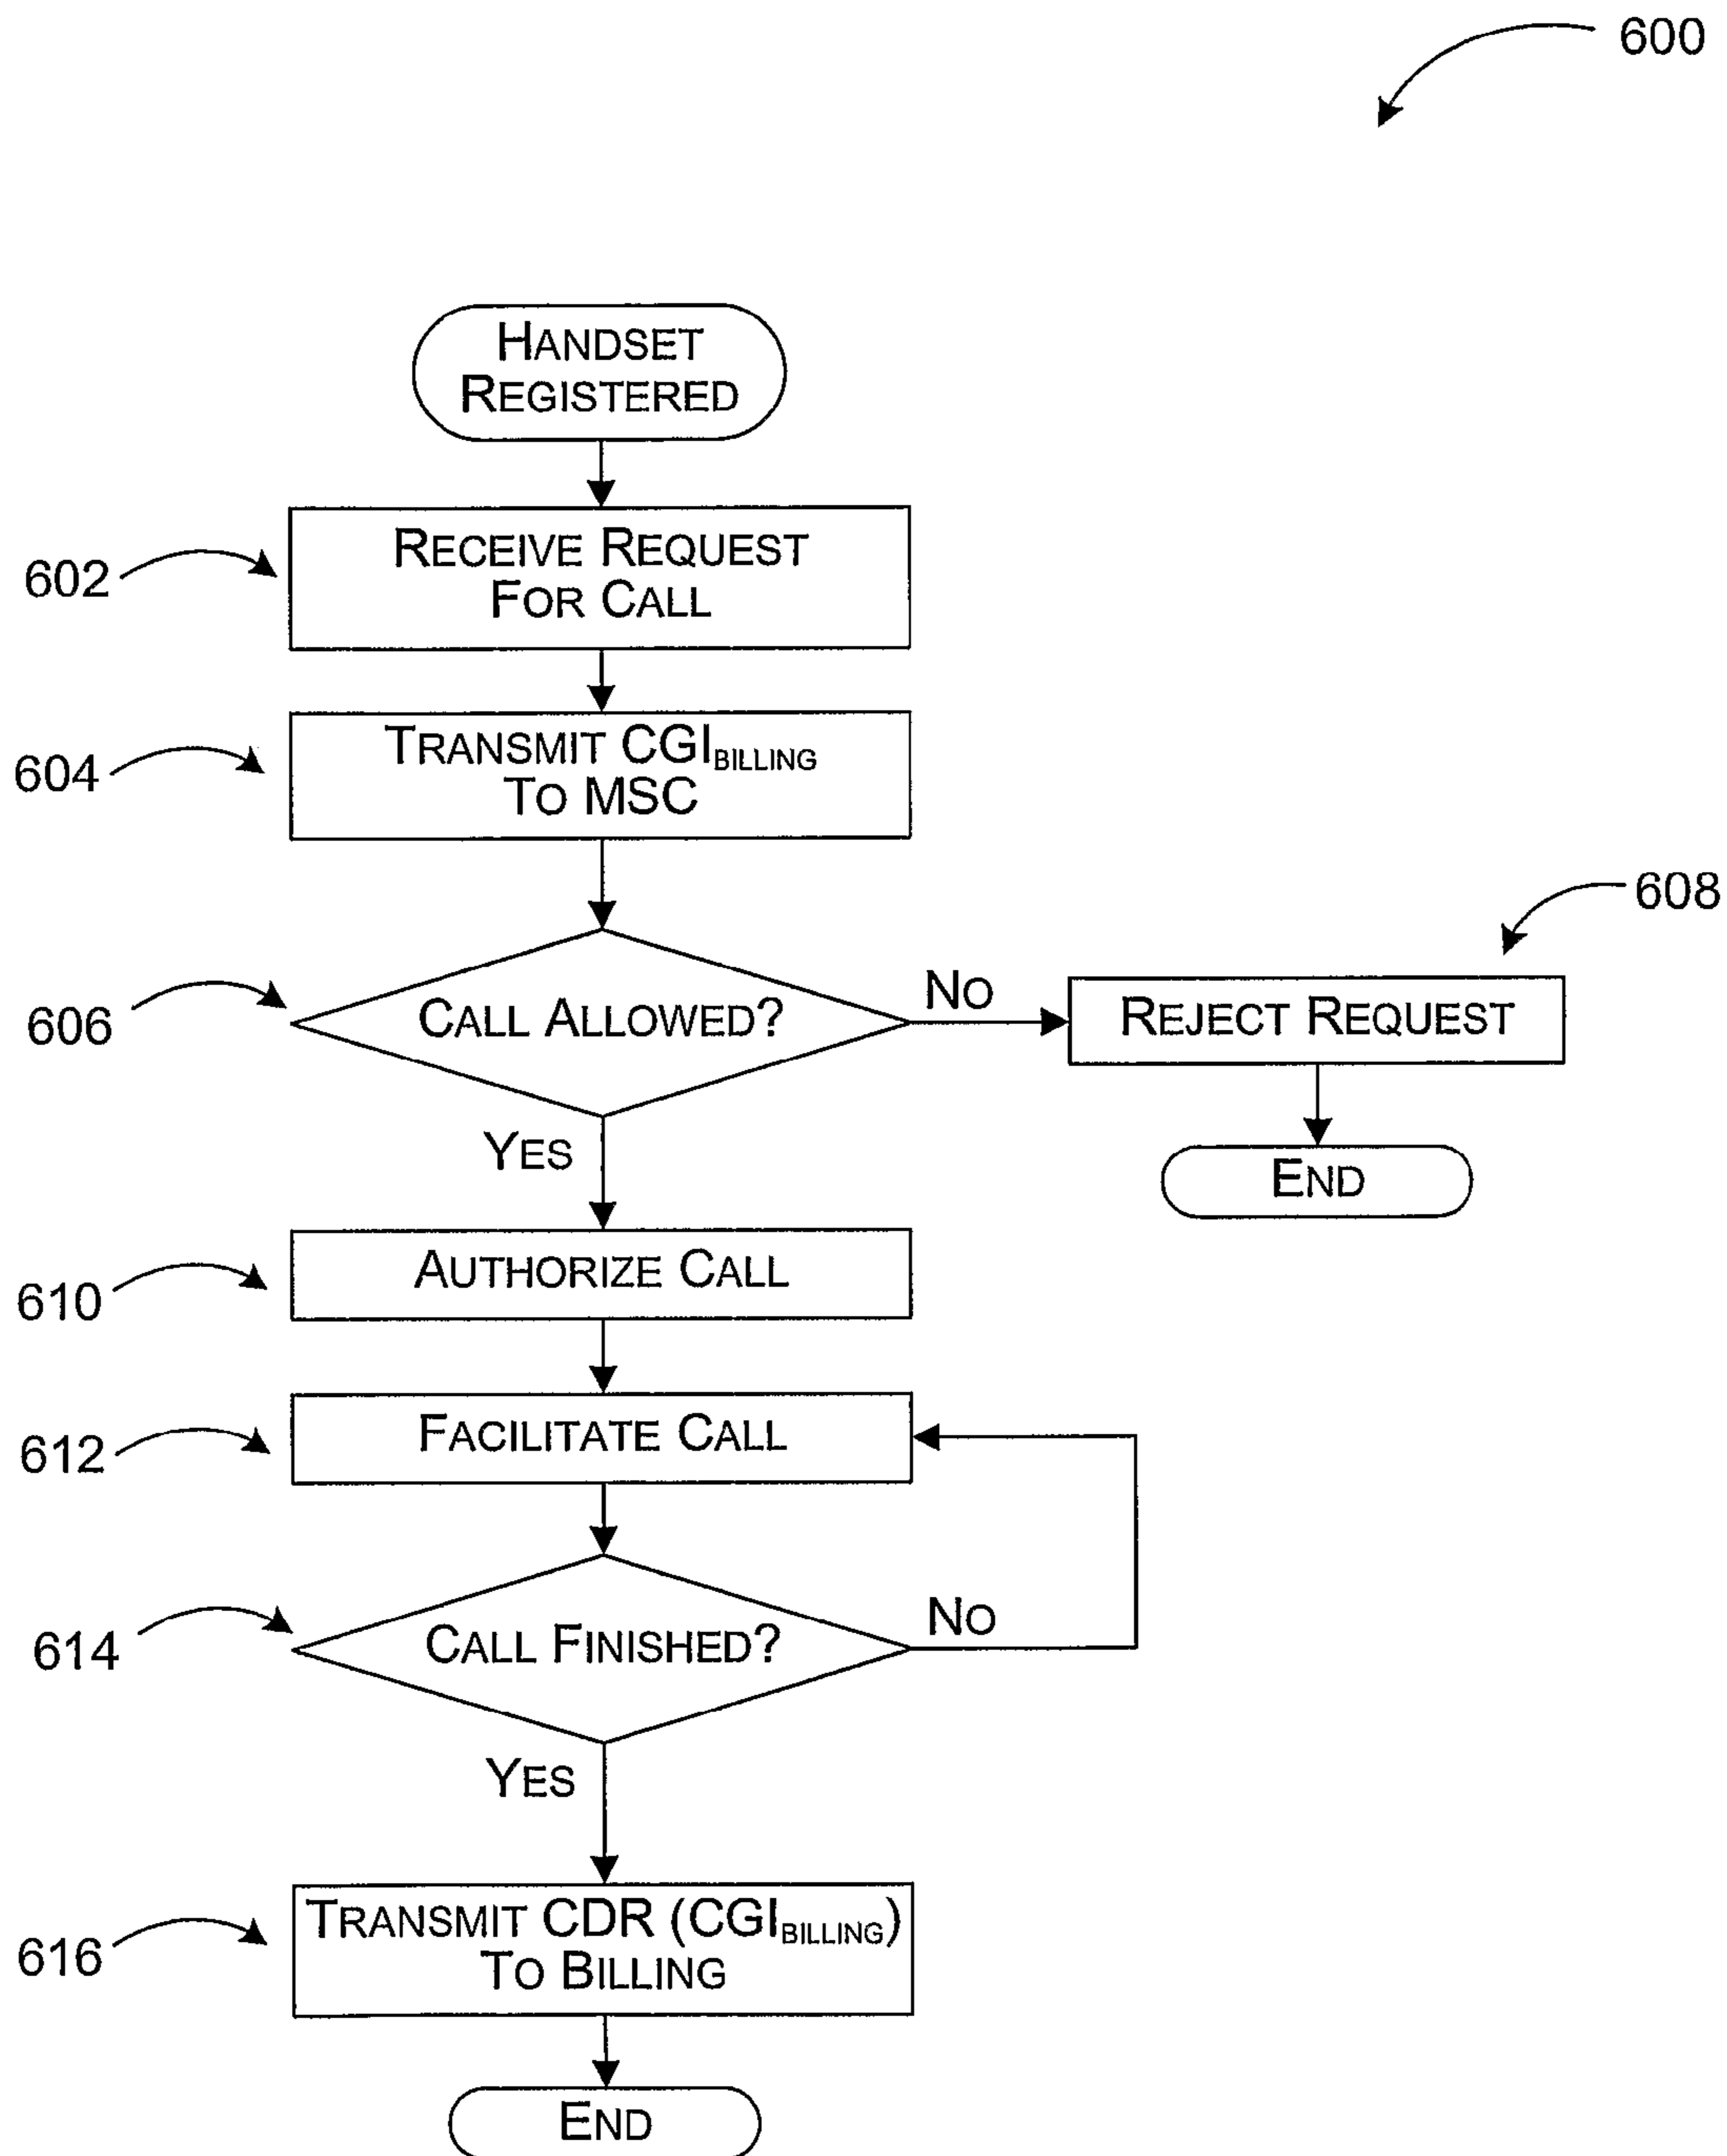 600
HANDSET
REGISTERED
602
RECEIVE REQUEST
FOR CALL
604
TRANSMIT CGIBILLING
TO MSC
606
CALL ALLOWED?
NO
608
REJECT REQUEST
END
YES
610
AUTHORIZE CALL
612
FACILITATE CALL
614
CALL FINISHED?
NO
YES
616
TRANSMIT CDR (CGIBILLING)
TO BILLING
END